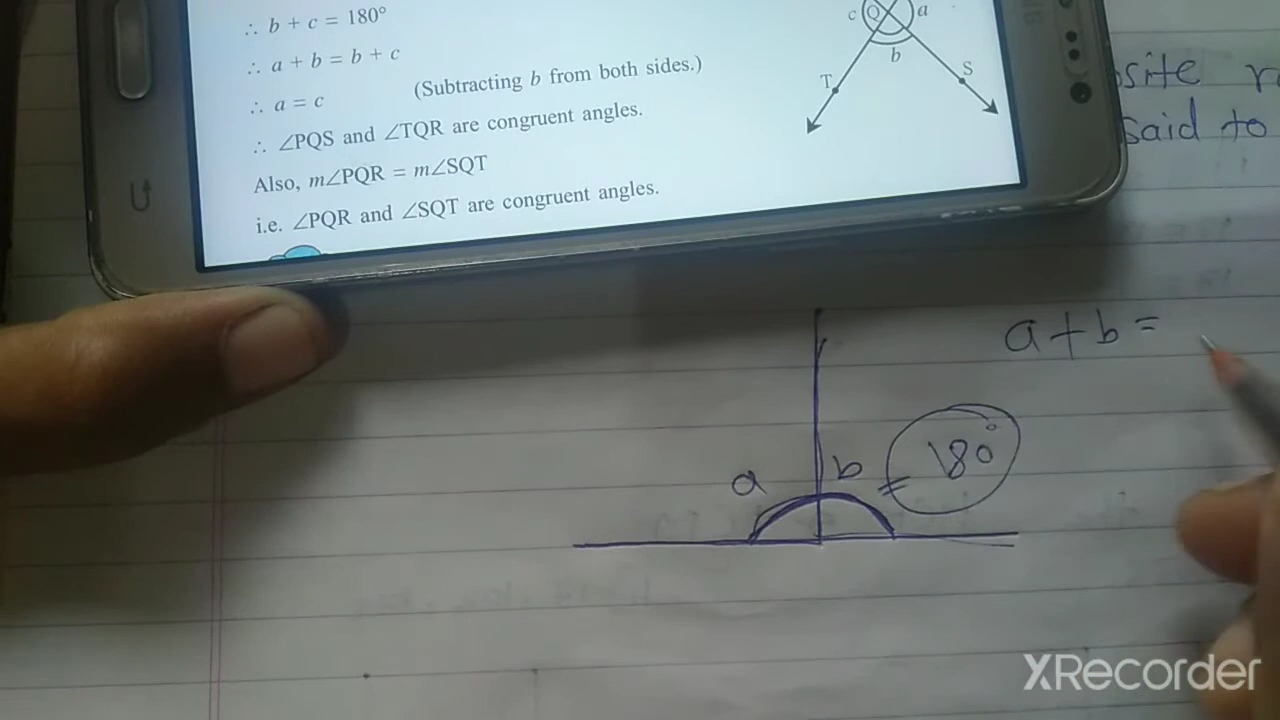 ∴ b + c = 180°
∴ a + b = b + c
∴ a = c (Subtracting b from both sides.)
∴ ∠PQS and ∠TQR are congruent angles.
Also, m∠PQR = m∠SQT
i.e. ∠PQR and ∠SQT are congruent angles.
c Q a
b
T S
said to
a + b =
a b = 180°
XRecorder